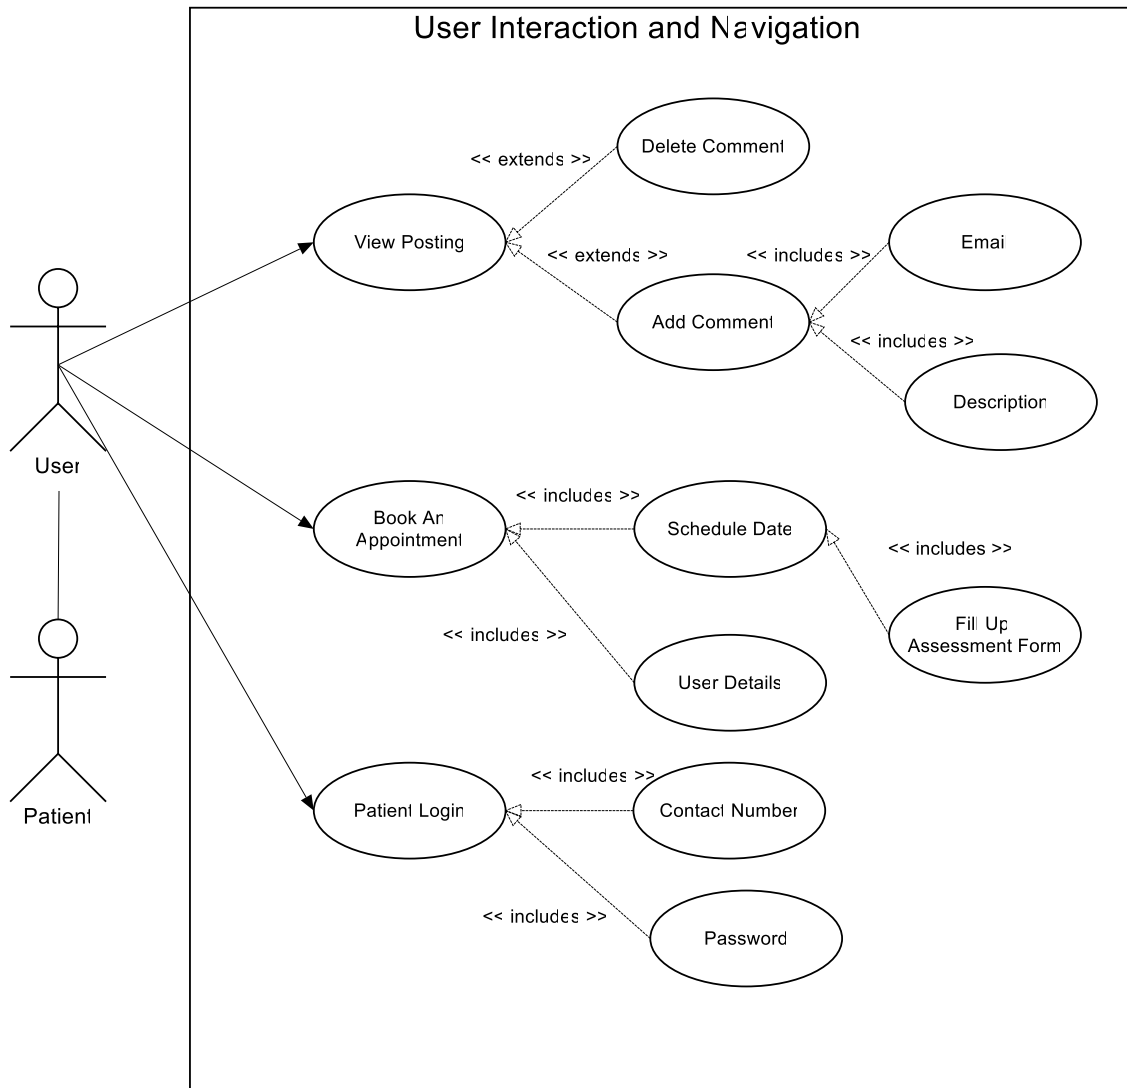 User Interaction and Navigation
Delete Comment
<< extends >>
View Posting
<< extends >>
<< includes >>
Emai
Add Comment
<< includes >>
Description
User
<< includes >>
Book An
Appointment
Schedule Date
<< includes >>
Fill Up
Assessment Form
<< includes >>
User Details
<< includes >>
Patient Login
Contact Number
Patient
<< includes >>
Password